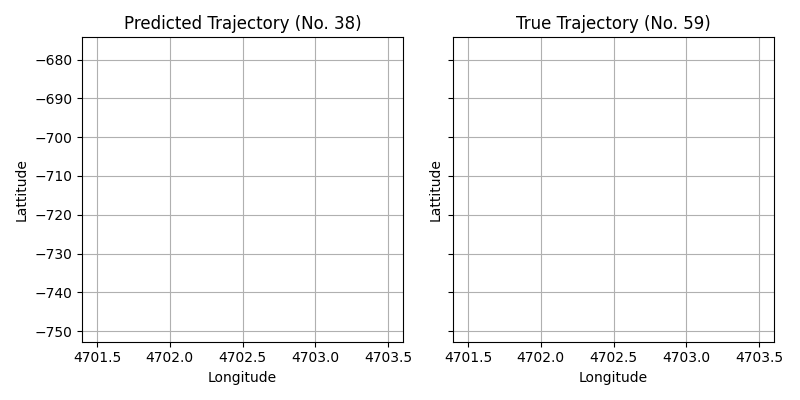 Predicted Trajectory (No. 38)
−680
−690
−700
−710
−720
−730
−740
−750
Lattitude
4701.5 4702.0 4702.5 4703.0 4703.5
Longitude
True Trajectory (No. 59)
Lattitude
4701.5 4702.0 4702.5 4703.0 4703.5
Longitude